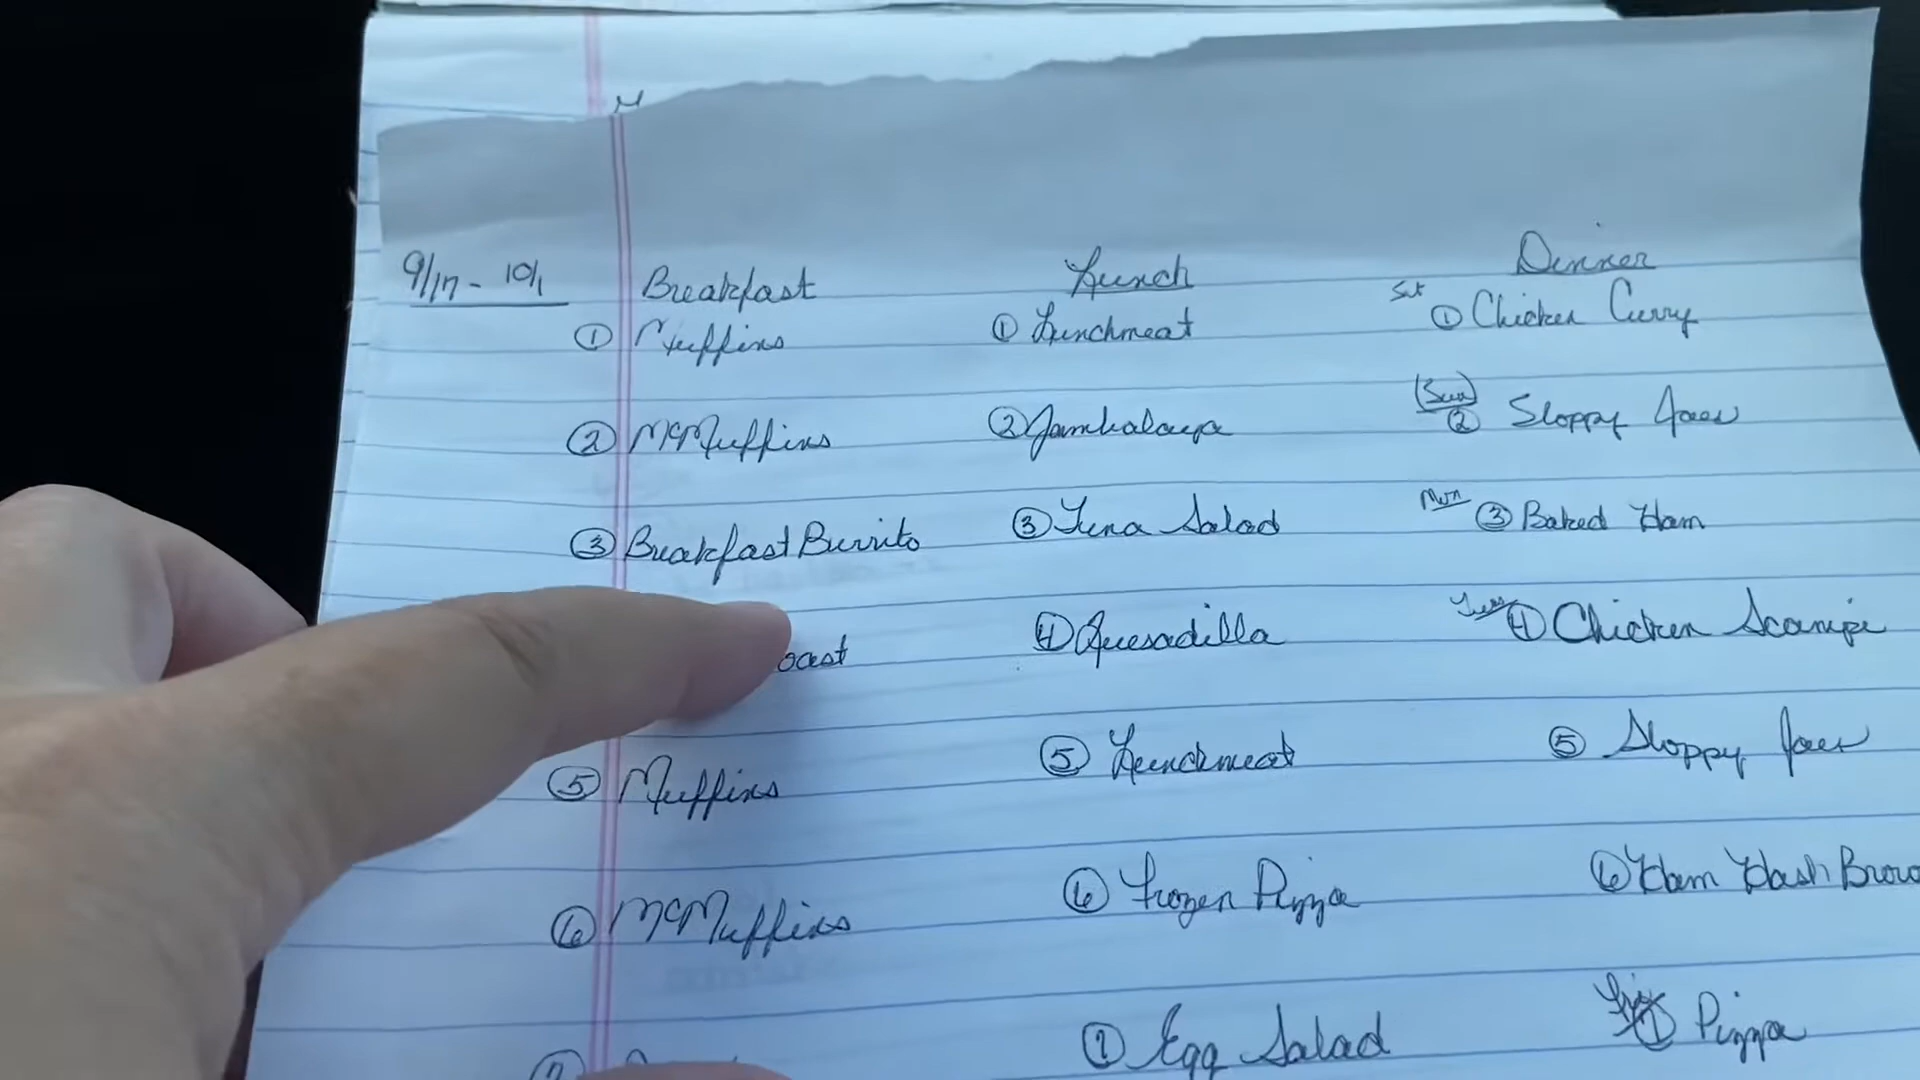 9/17 - 10/1 Breakfast Lunch Dinner
① Muffins ① Lunchmeat Sat ① Chicken Curry
② McMuffins ② Jambalaya (Sun) ② Sloppy Joes
③ Breakfast Burrito ③ Tuna Salad Mon ③ Baked Ham
oast ④ Quesadilla Tues ④ Chicken Scampi
⑤ Muffins ⑤ Lunchmeat ⑤ Sloppy Joes
⑥ McMuffins ⑥ Frozen Pizza ⑥ Ham Hash Brow
⑦ ⑦ Egg Salad Pizza